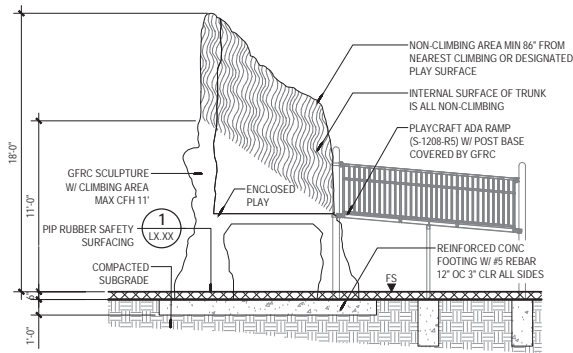 NON-CLIMBING AREA MIN 86" FROM
NEAREST CLIMBING OR DESIGNATED
PLAY SURFACE
INTERNAL SURFACE OF TRUNK
IS ALL NON-CLIMBING
PLAYCRAFT ADA RAMP
(S-1208-R5) W/ POST BASE
COVERED BY GFRC
18'-0"
11'-0"
GFRC SCULPTURE
W/ CLIMBING AREA
MAX CFH 11'
ENCLOSED
PLAY
1
LX.XX
PIP RUBBER SAFETY
SURFACING
COMPACTED
SUBGRADE
REINFORCED CONC
FOOTING W/ #5 REBAR
12" OC 3" CLR ALL SIDES
FS
1'-0"